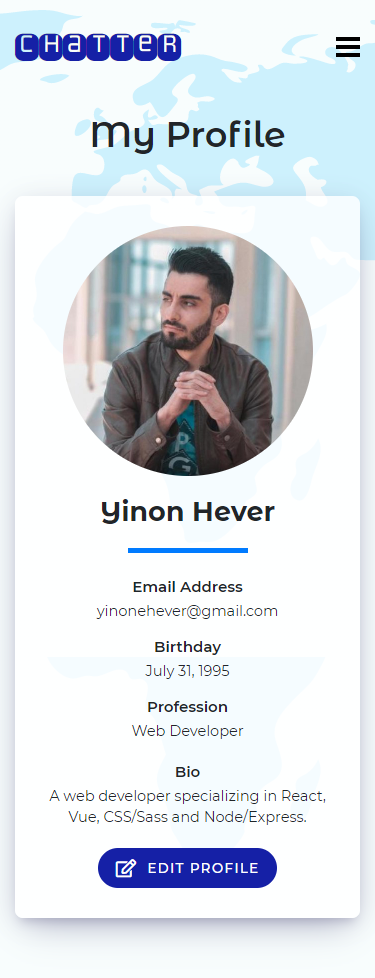 CHATTER
My Profile
Yinon Hever
Email Address
yinonehever@gmail.com
Birthday
July 31, 1995
Profession
Web Developer
Bio
A web developer specializing in React,
Vue, CSS/Sass and Node/Express.
EDIT PROFILE